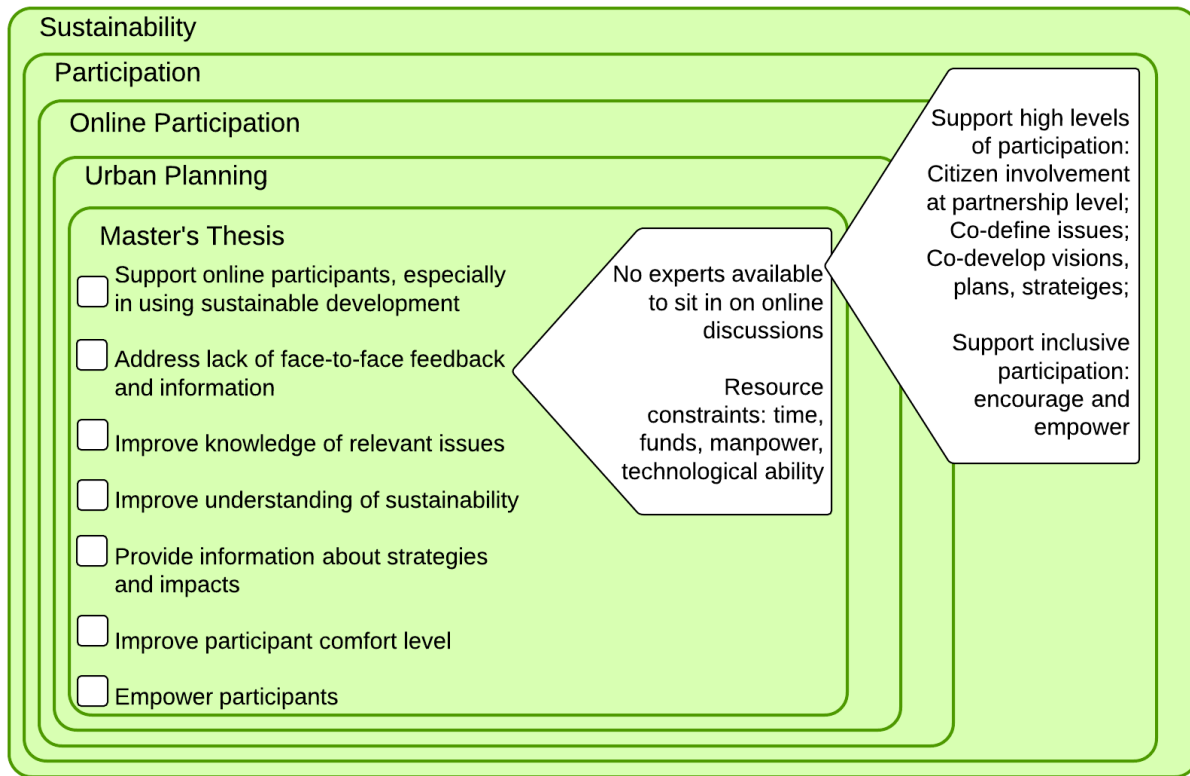 Sustainability
Participation
Online Participation
Urban Planning
Master's Thesis
Support online participants, especially
in using sustainable development
Address lack of face-to-face feedback
and information
Improve knowledge of relevant issues
Improve understanding of sustainability
Provide information about strategies
and impacts
Improve participant comfort level
Empower participants
No experts available
to sit in on online
discussions
Resource
constraints: time,
funds, manpower,
technological ability
Support high levels
of participation:
Citizen involvement
at partnership level;
Co-define issues;
Co-develop visions,
plans, strateiges;
Support inclusive
participation:
encourage and
empower